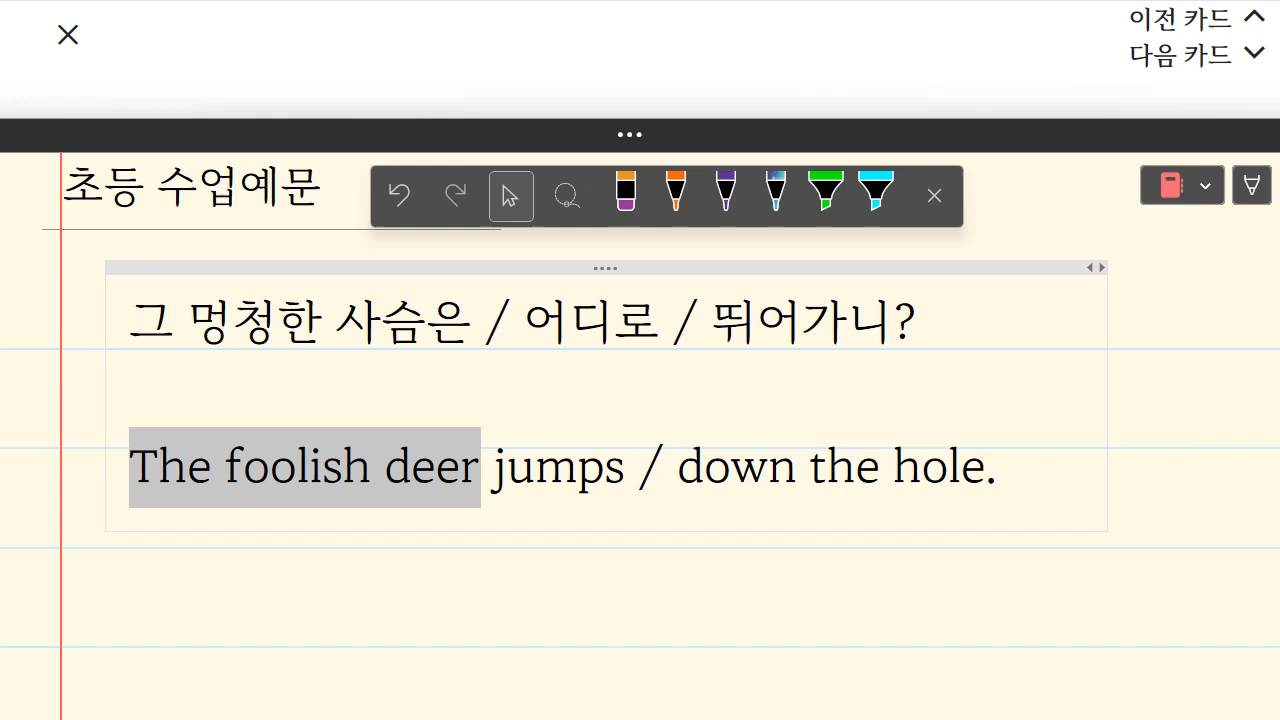 이전 카드
다음 카드
초등 수업예문
그 멍청한 사슴은 / 어디로 / 뛰어가니?
The foolish deer jumps / down the hole.